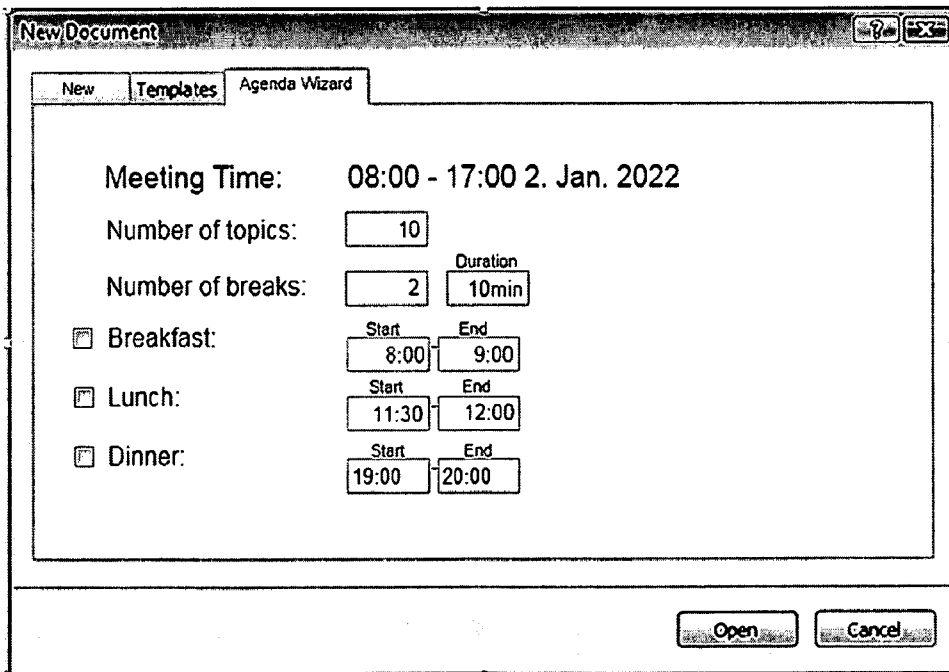 New Document
New Templates Agenda Wizard
Meeting Time: 08:00 - 17:00 2. Jan. 2022
Number of topics: 10
Duration
Number of breaks: 2 10min
Start End
Breakfast: 8:00 - 9:00
Start End
Lunch: 11:30 - 12:00
Start End
Dinner: 19:00 - 20:00
Open Cancel